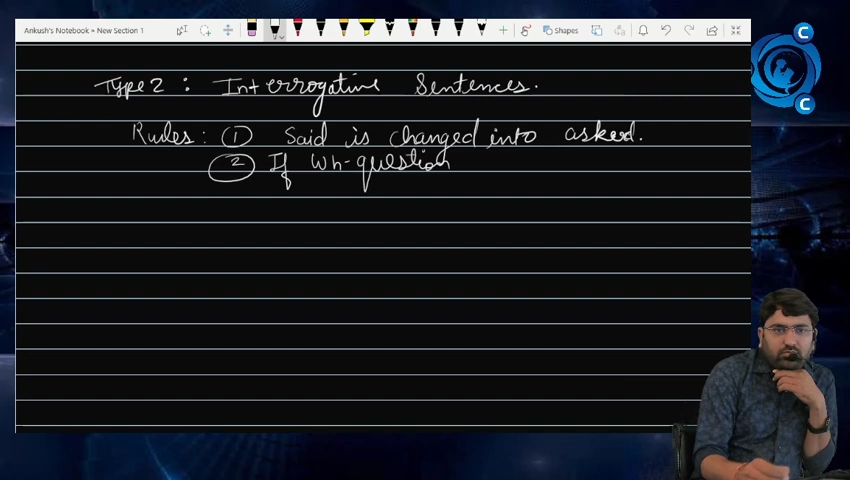 Ankush's Notebook » New Section 1
Shapes
C
Type 2 : Interrogative Sentences.
Rules : ① Said is changed into asked.
② If Wh-question
C